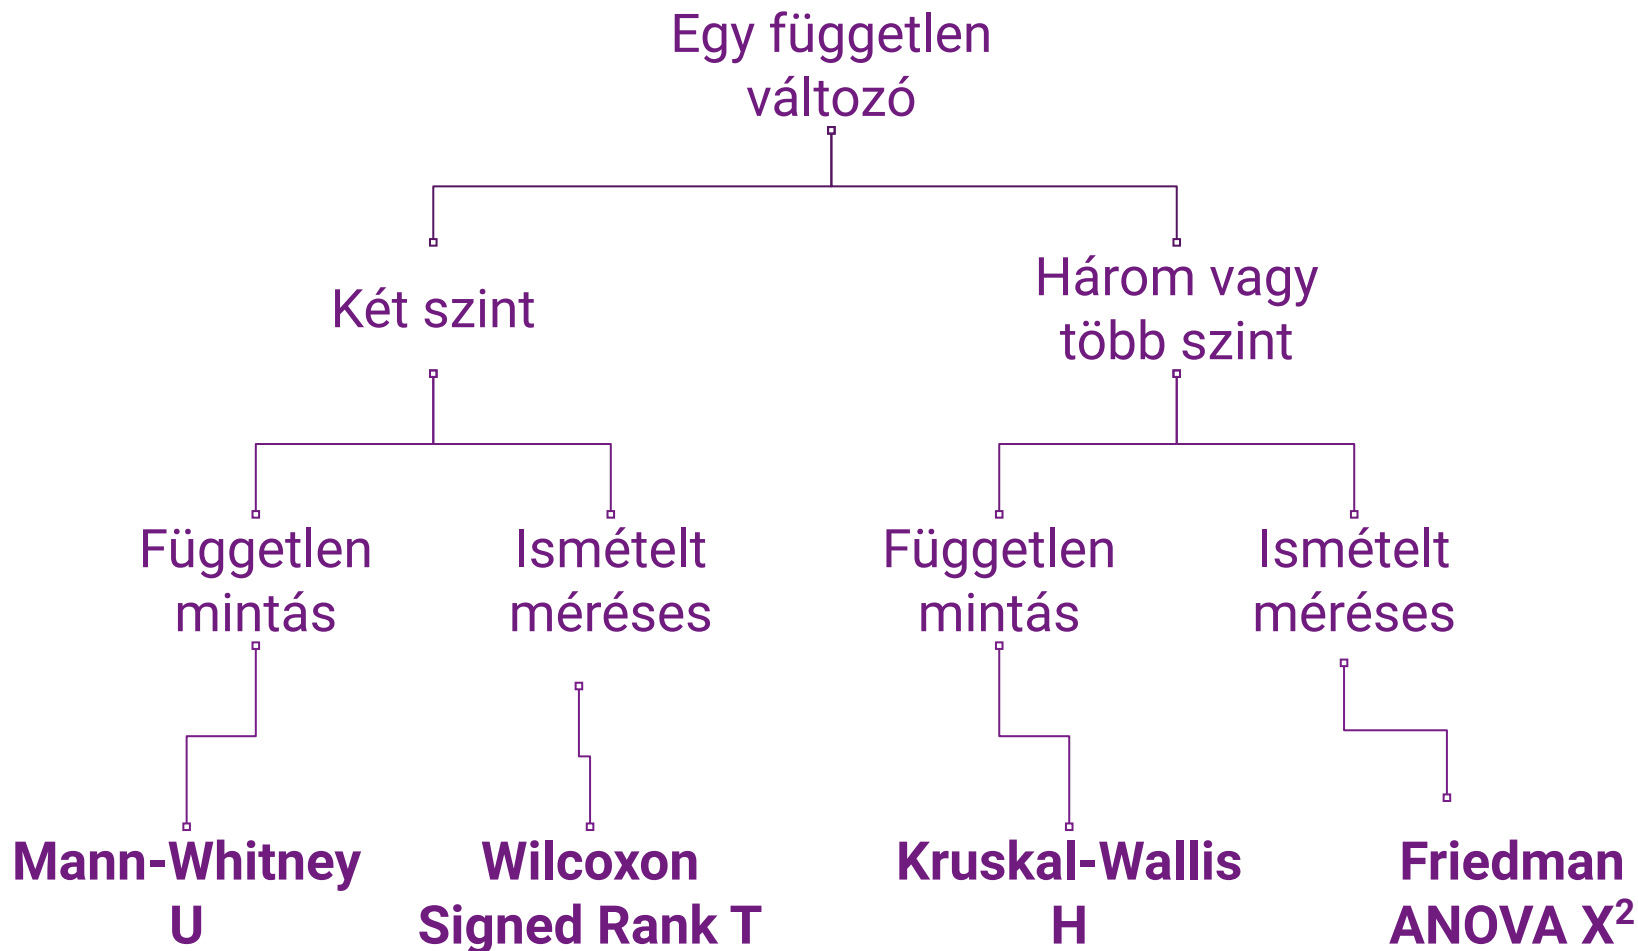 Egy független
változó
Két szint
Három vagy
több szint
Független
mintás
Ismételt
méréses
Független
mintás
Ismételt
méréses
Mann-Whitney
U
Wilcoxon
Signed Rank T
Kruskal-Wallis
H
Friedman
ANOVA X²